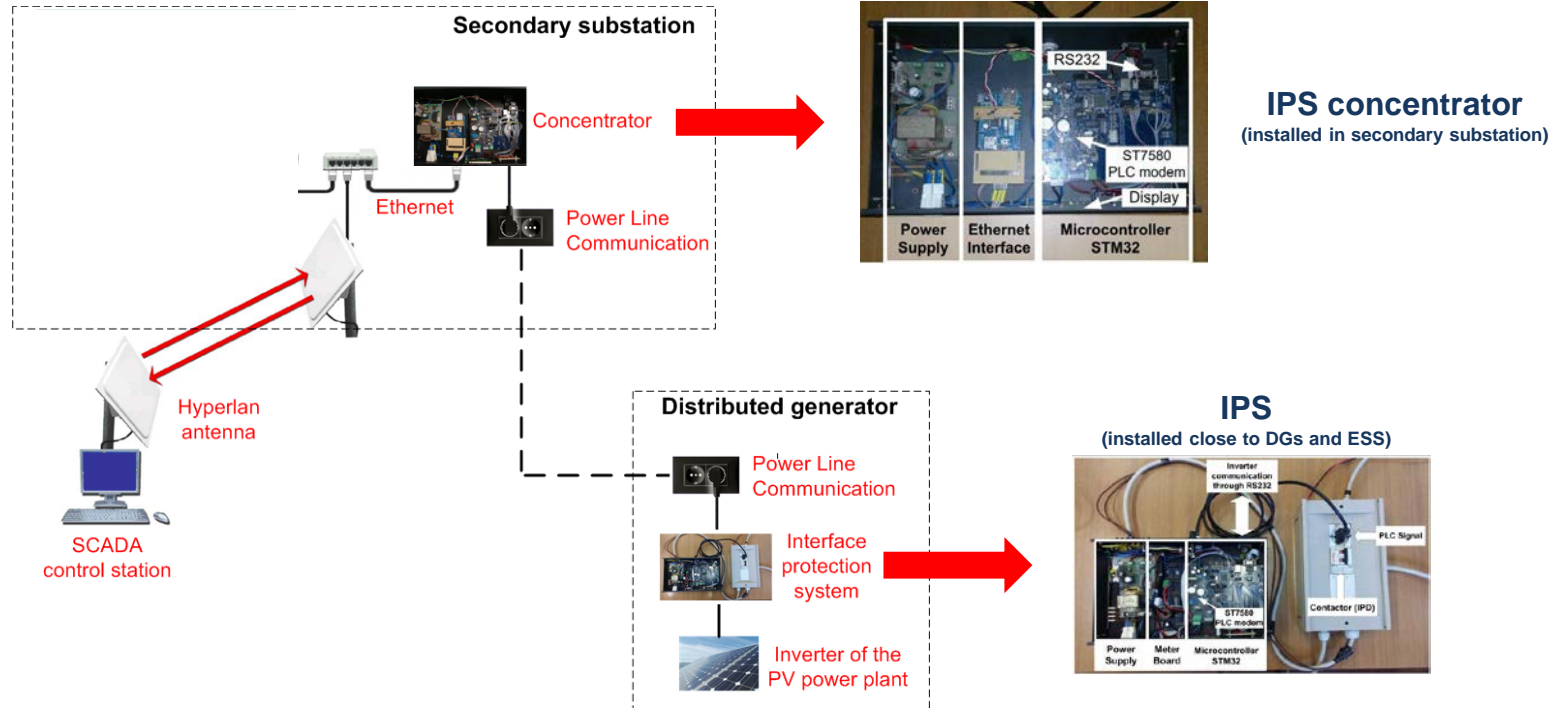 Secondary substation
Concentrator
Ethernet
Power Line
Communication
Hyperlan
antenna
SCADA
control station
RS232
ST7580
PLC modem
Display
Power
Supply
Ethernet
Interface
Microcontroller
STM32
IPS concentrator
(installed in secondary substation)
Distributed generator
Power Line
Communication
Interface
protection
system
Inverter of the
PV power plant
IPS
(installed close to DGs and ESS)
Inverter
communication
through RS232
PLC Signal
Contactor (IPD)
ST7580
PLC modem
Power
Supply
Meter
Board
Microcontroller
STM32